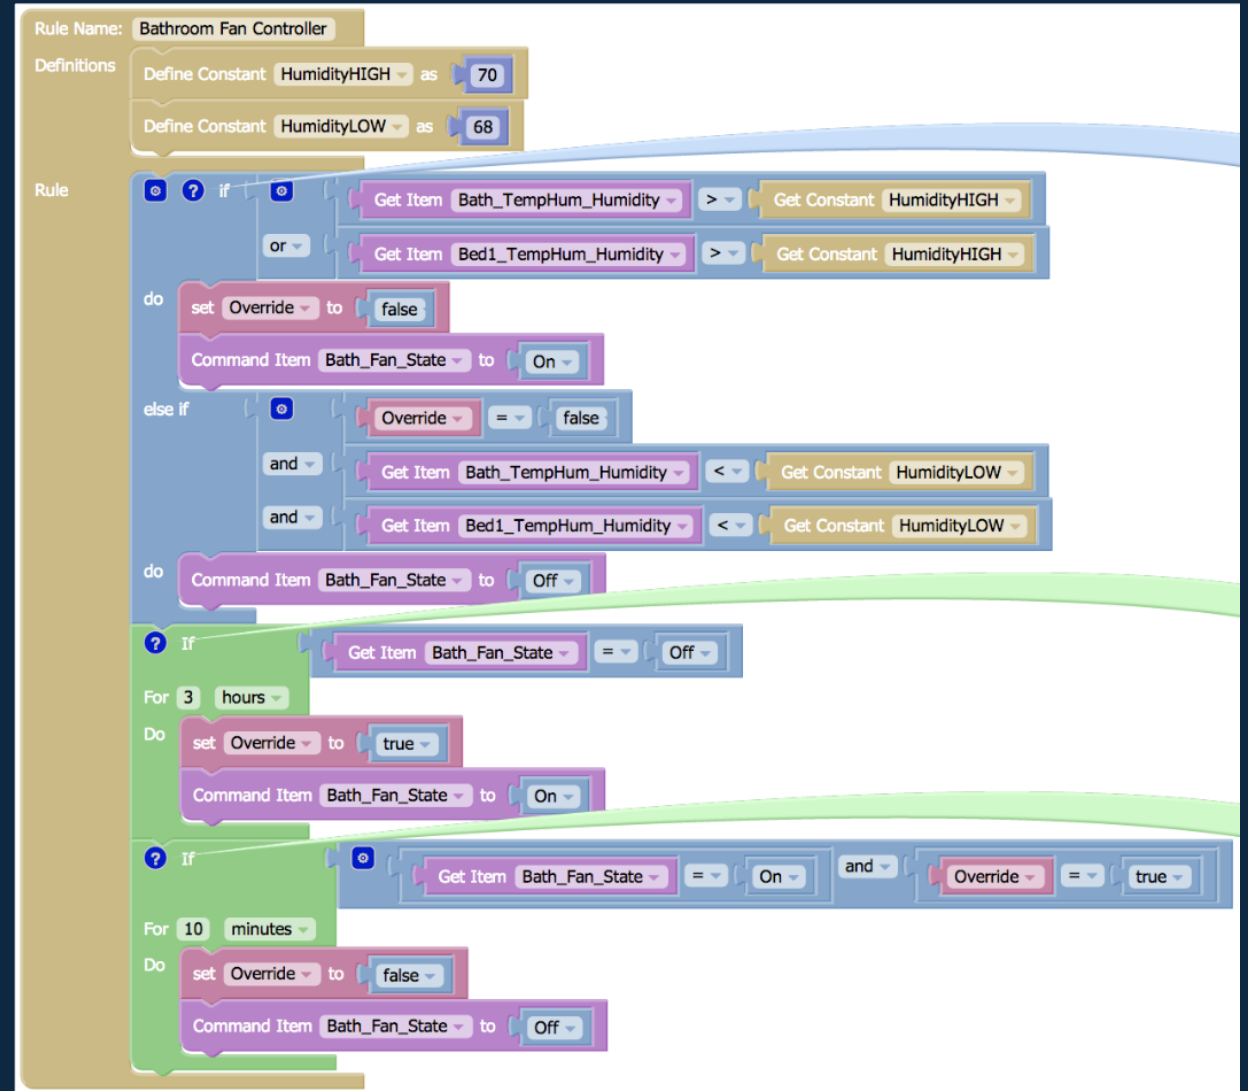 Rule Name: Bathroom Fan Controller
Definitions
Define Constant HumidityHIGH as 70
Define Constant HumidityLOW as 68
Rule
? if Get Item Bath_TempHum_Humidity > Get Constant HumidityHIGH
or Get Item Bed1_TempHum_Humidity > Get Constant HumidityHIGH
do set Override to false
Command Item Bath_Fan_State to On
else if Override = false
and Get Item Bath_TempHum_Humidity < Get Constant HumidityLOW
and Get Item Bed1_TempHum_Humidity < Get Constant HumidityLOW
do Command Item Bath_Fan_State to Off
? If Get Item Bath_Fan_State = Off
For 3 hours
Do set Override to true
Command Item Bath_Fan_State to On
? If Get Item Bath_Fan_State = On and Override = true
For 10 minutes
Do set Override to false
Command Item Bath_Fan_State to Off